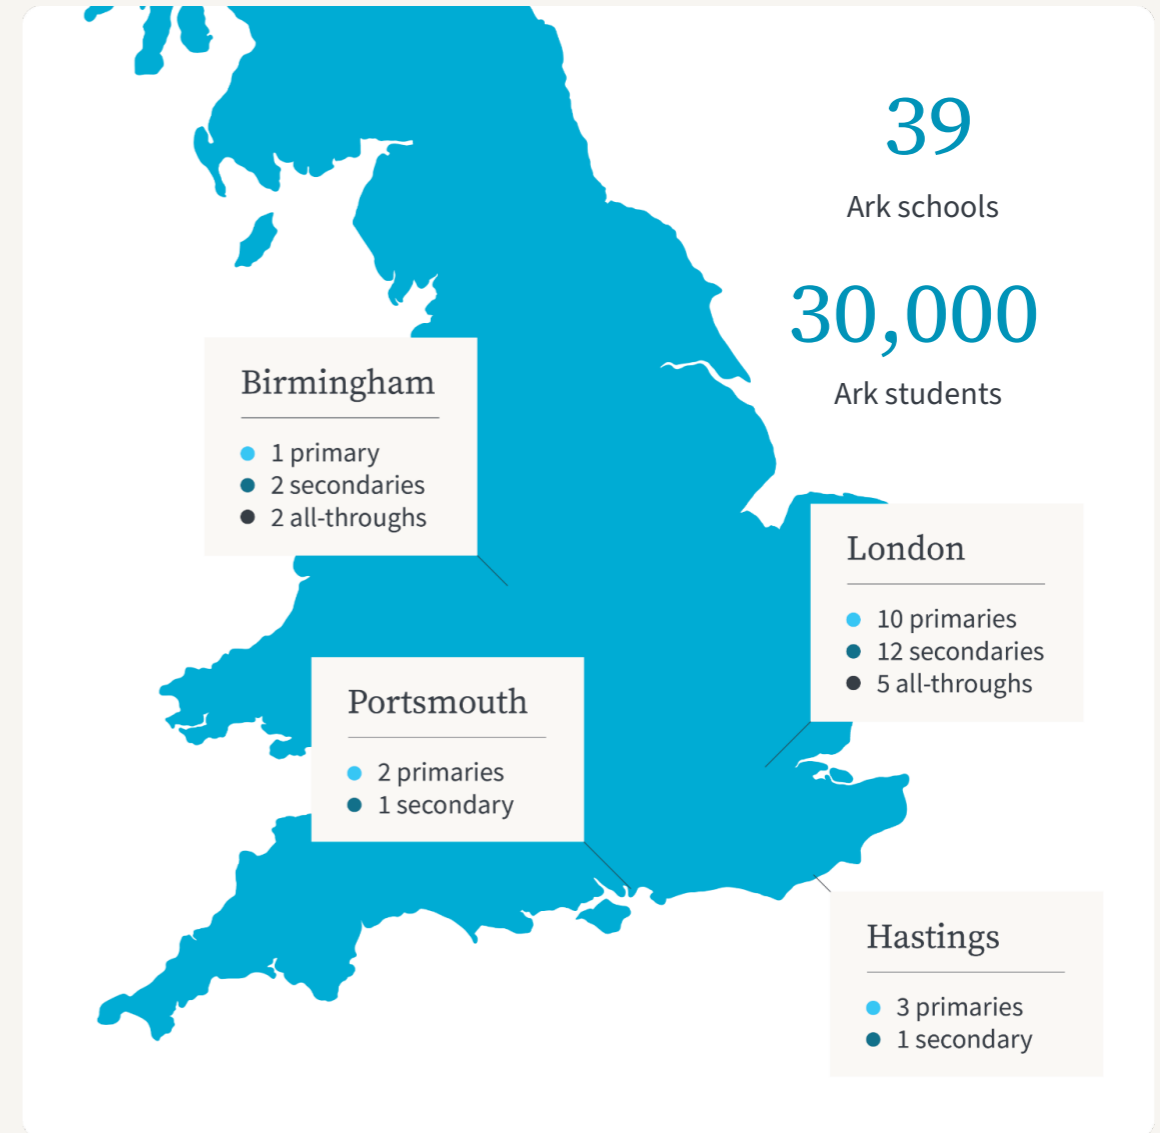 39
Ark schools
30,000
Ark students
Birmingham
1 primary
2 secondaries
2 all-throughs
London
10 primaries
12 secondaries
5 all-throughs
Portsmouth
2 primaries
1 secondary
Hastings
3 primaries
1 secondary